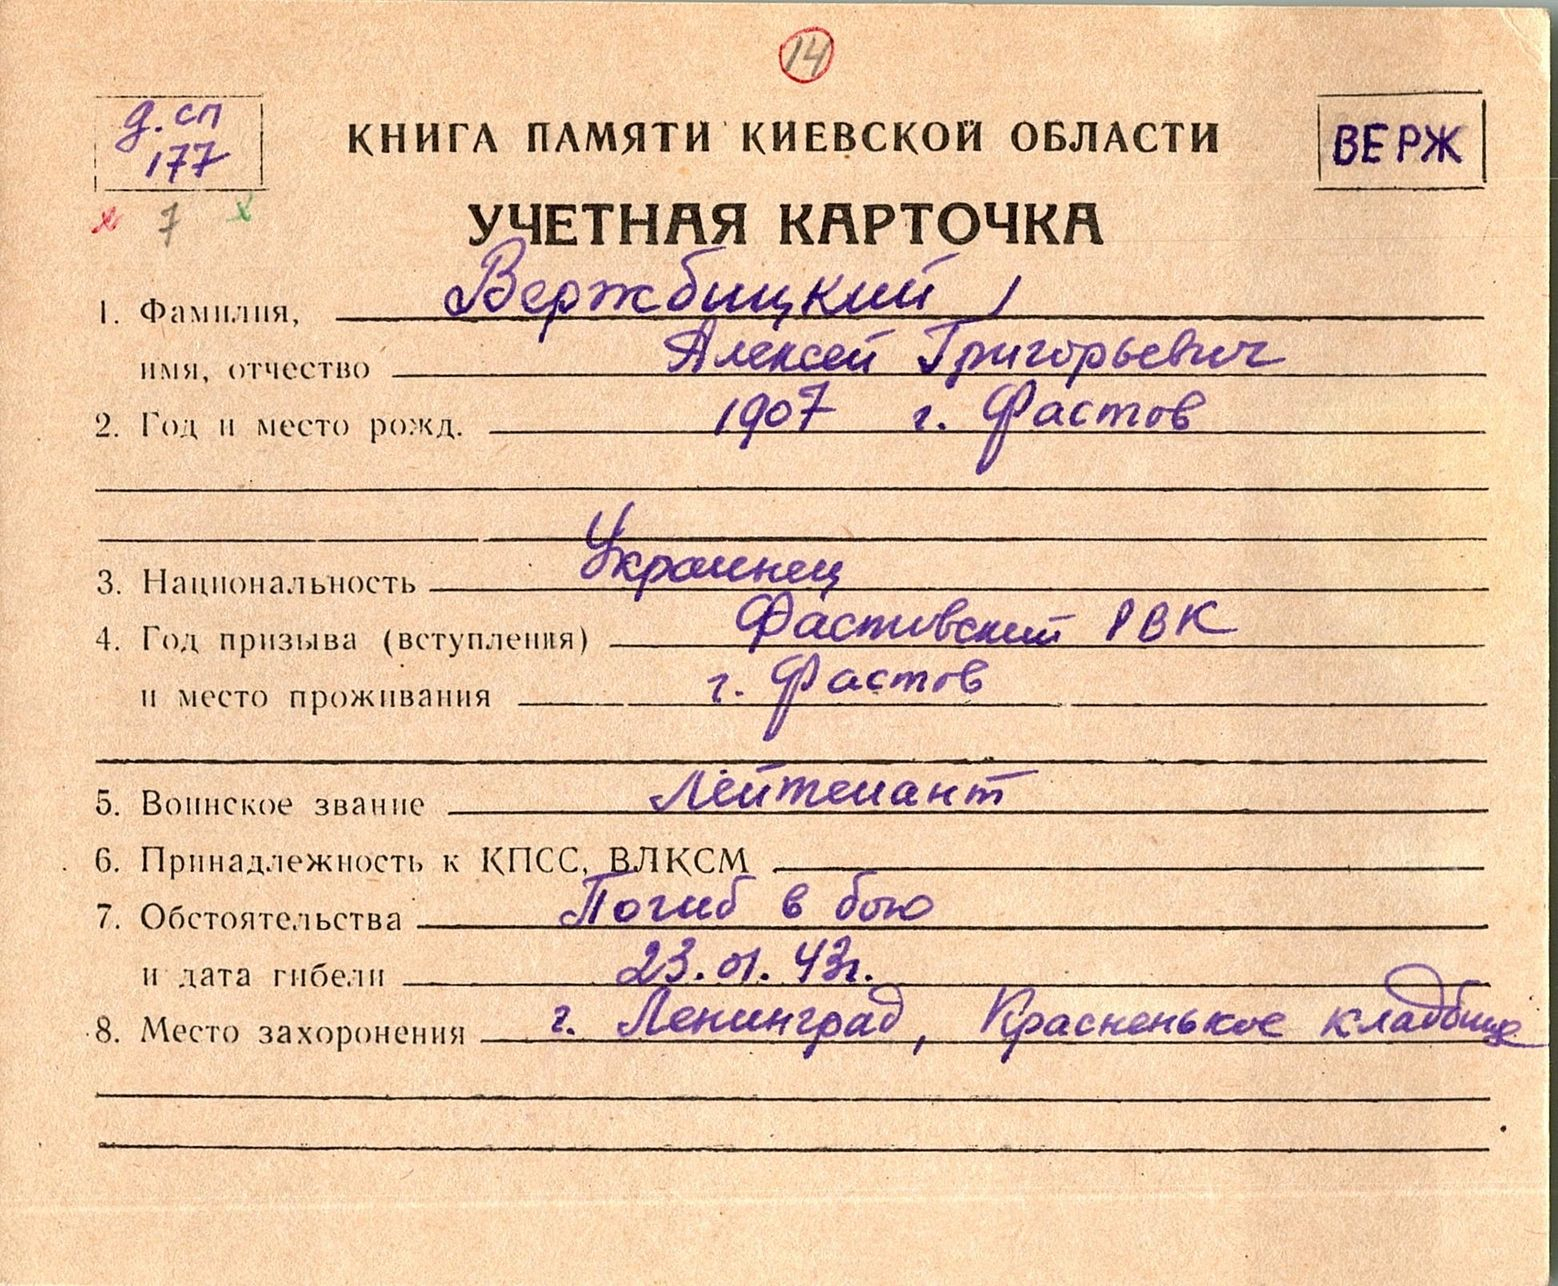 14
д. сп
177
КНИГА ПАМЯТИ КИЕВСКОЙ ОБЛАСТИ
ВЕРЖ
х 7 х
УЧЕТНАЯ КАРТОЧКА
1. Фамилия, Вержбицкий
имя, отчество Алексей Григорьевич
2. Год и место рожд. 1907 г. Фастов
3. Национальность Украинец
4. Год призыва (вступления) Фастовский РВК
и место проживания г. Фастов
5. Воинское звание Лейтенант
6. Принадлежность к КПСС, ВЛКСМ
7. Обстоятельства Погиб в бою
и дата гибели 23.01.43г.
8. Место захоронения г. Ленинград, Красненькое кладбище